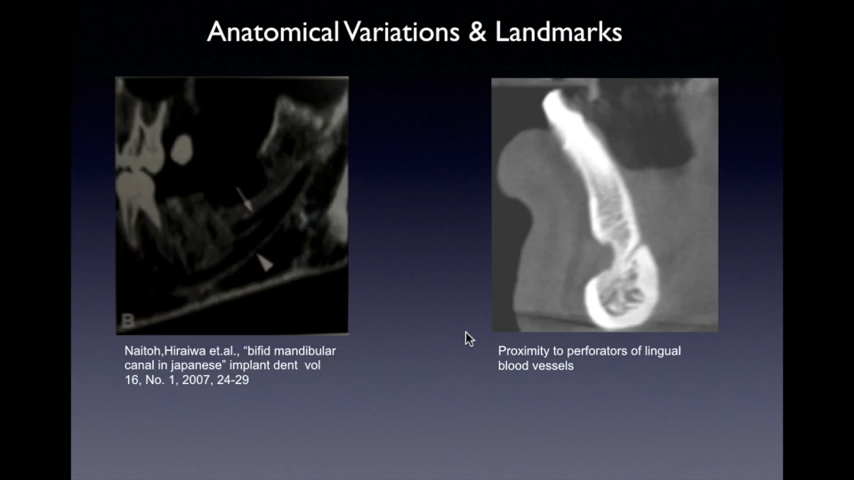 Anatomical Variations & Landmarks
B
Naitoh,Hiraiwa et.al., "bifid mandibular
canal in japanese" implant dent vol
16, No. 1, 2007, 24-29
Proximity to perforators of lingual
blood vessels